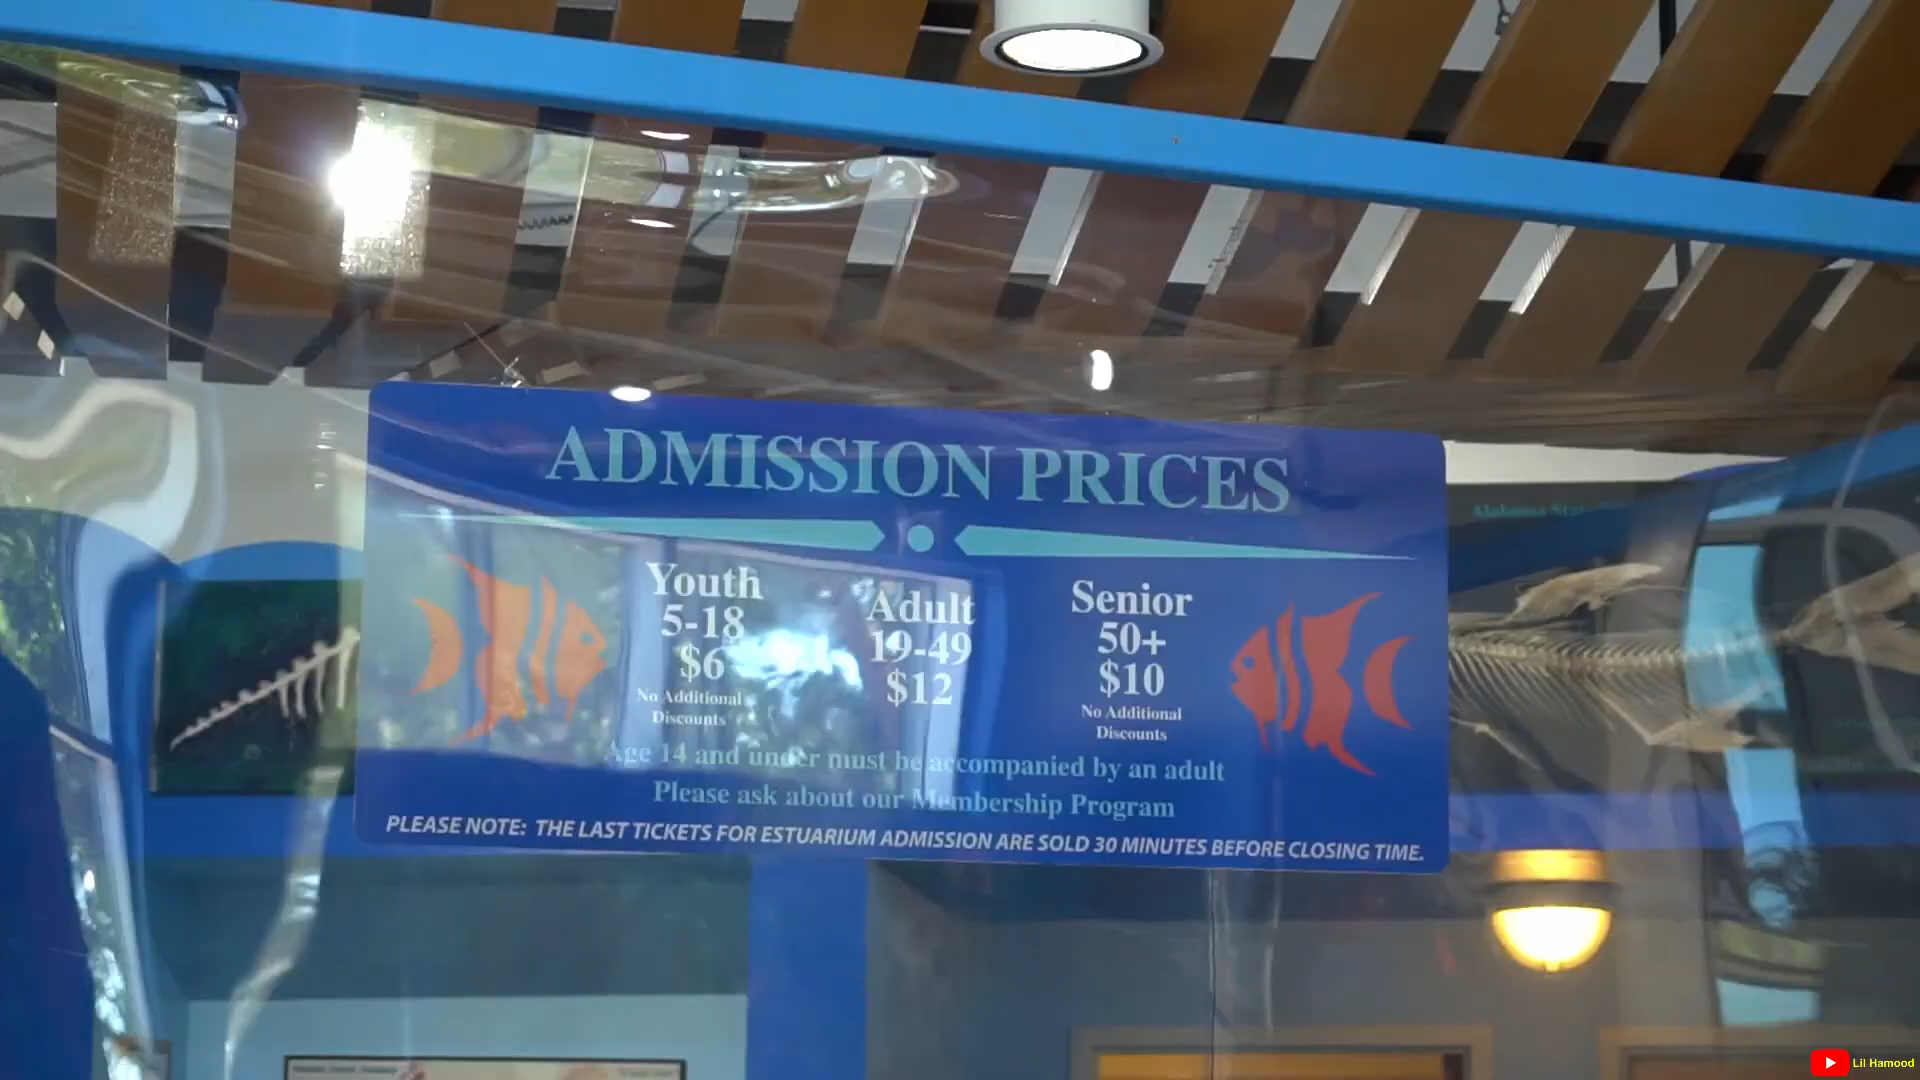 ADMISSION PRICES
Youth
5-18
$6
No Additional
Discounts
Adult
19-49
$12
Senior
50+
$10
No Additional
Discounts
Age 14 and under must be accompanied by an adult
Please ask about our Membership Program
PLEASE NOTE: THE LAST TICKETS FOR ESTUARIUM ADMISSION ARE SOLD 30 MINUTES BEFORE CLOSING TIME.
Alabama
Lil Hamood